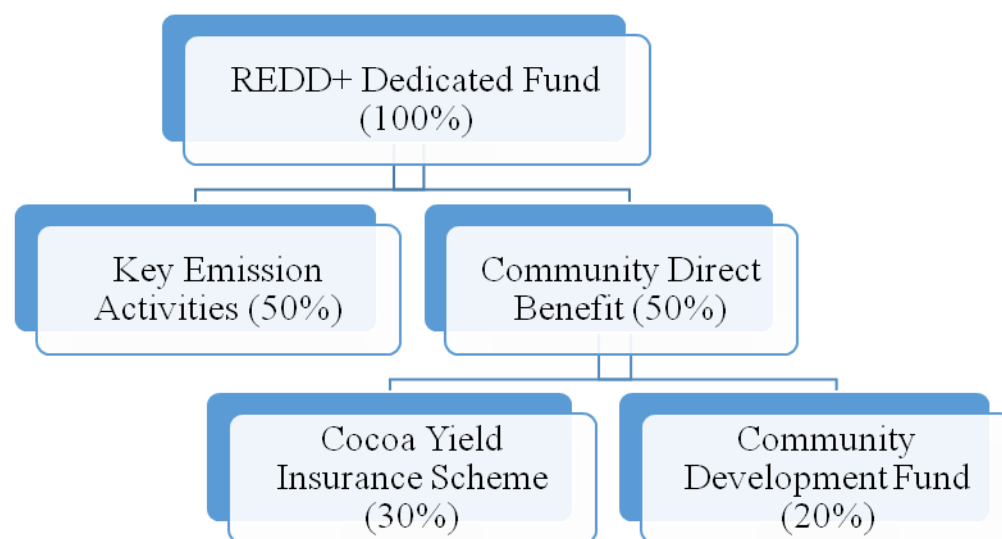 REDD+ Dedicated Fund
(100%)
Key Emission
Activities (50%)
Community Direct
Benefit (50%)
Cocoa Yield
Insurance Scheme
(30%)
Community
Development Fund
(20%)